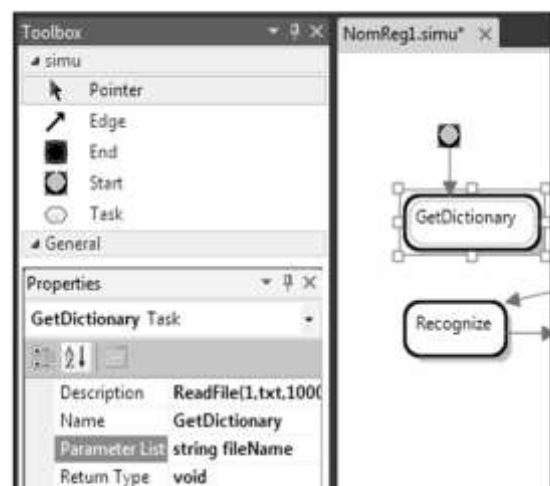 Toolbox
simu
Pointer
Edge
End
Start
Task
General
Properties
GetDictionary Task
Description ReadFile(1,txt,1000
Name GetDictionary
Parameter List string fileName
Return Type void
NomReg1.simu*
GetDictionary
Recognize